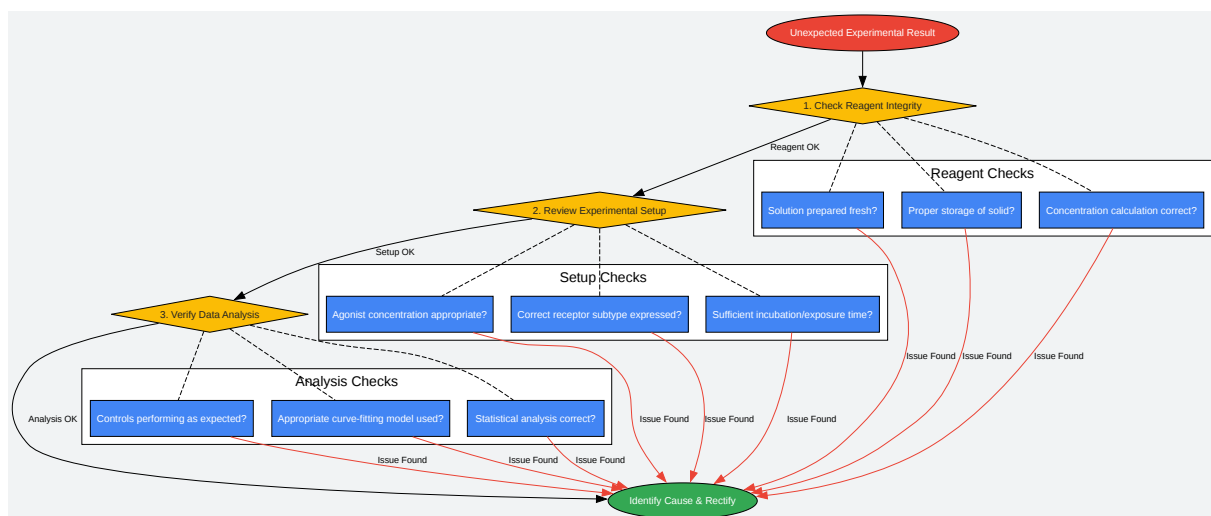 Unexpected Experimental Result
1. Check Reagent Integrity
Reagent OK
Reagent Checks
Solution prepared fresh?
Proper storage of solid?
Concentration calculation correct?
2. Review Experimental Setup
Setup OK
Setup Checks
Agonist concentration appropriate?
Correct receptor subtype expressed?
Sufficient incubation/exposure time?
3. Verify Data Analysis
Issue Found
Issue Found
Issue Found
Analysis Checks
Controls performing as expected?
Appropriate curve-fitting model used?
Statistical analysis correct?
Analysis OK
Issue Found
Issue Found
Issue Found
Issue Found
Issue Found
Issue Found
Identify Cause & Rectify